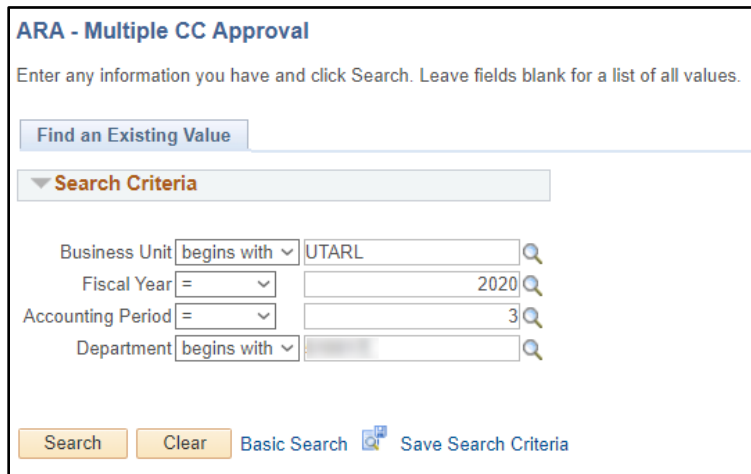 ARA - Multiple CC Approval
Enter any information you have and click Search. Leave fields blank for a list of all values.
Find an Existing Value
Search Criteria
Business Unit begins with UTARL
Fiscal Year = 2020
Accounting Period = 3
Department begins with
Search Clear Basic Search Save Search Criteria